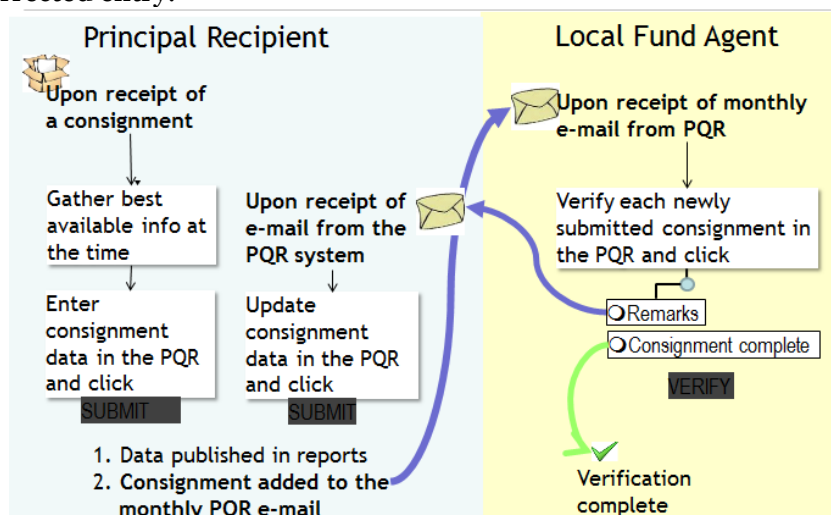 Principal Recipient
Upon receipt of
a consignment
Gather best
available info at
the time
Enter
consignment
data in the PQR
and click
SUBMIT
Upon receipt of
e-mail from the
PQR system
Update
consignment
data in the PQR
and click
SUBMIT
1. Data published in reports
2. Consignment added to the
monthly PQR e-mail
Local Fund Agent
Upon receipt of monthly
e-mail from PQR
Verify each newly
submitted consignment in
the PQR and click
Remarks
Consignment complete
VERIFY
Verification
complete